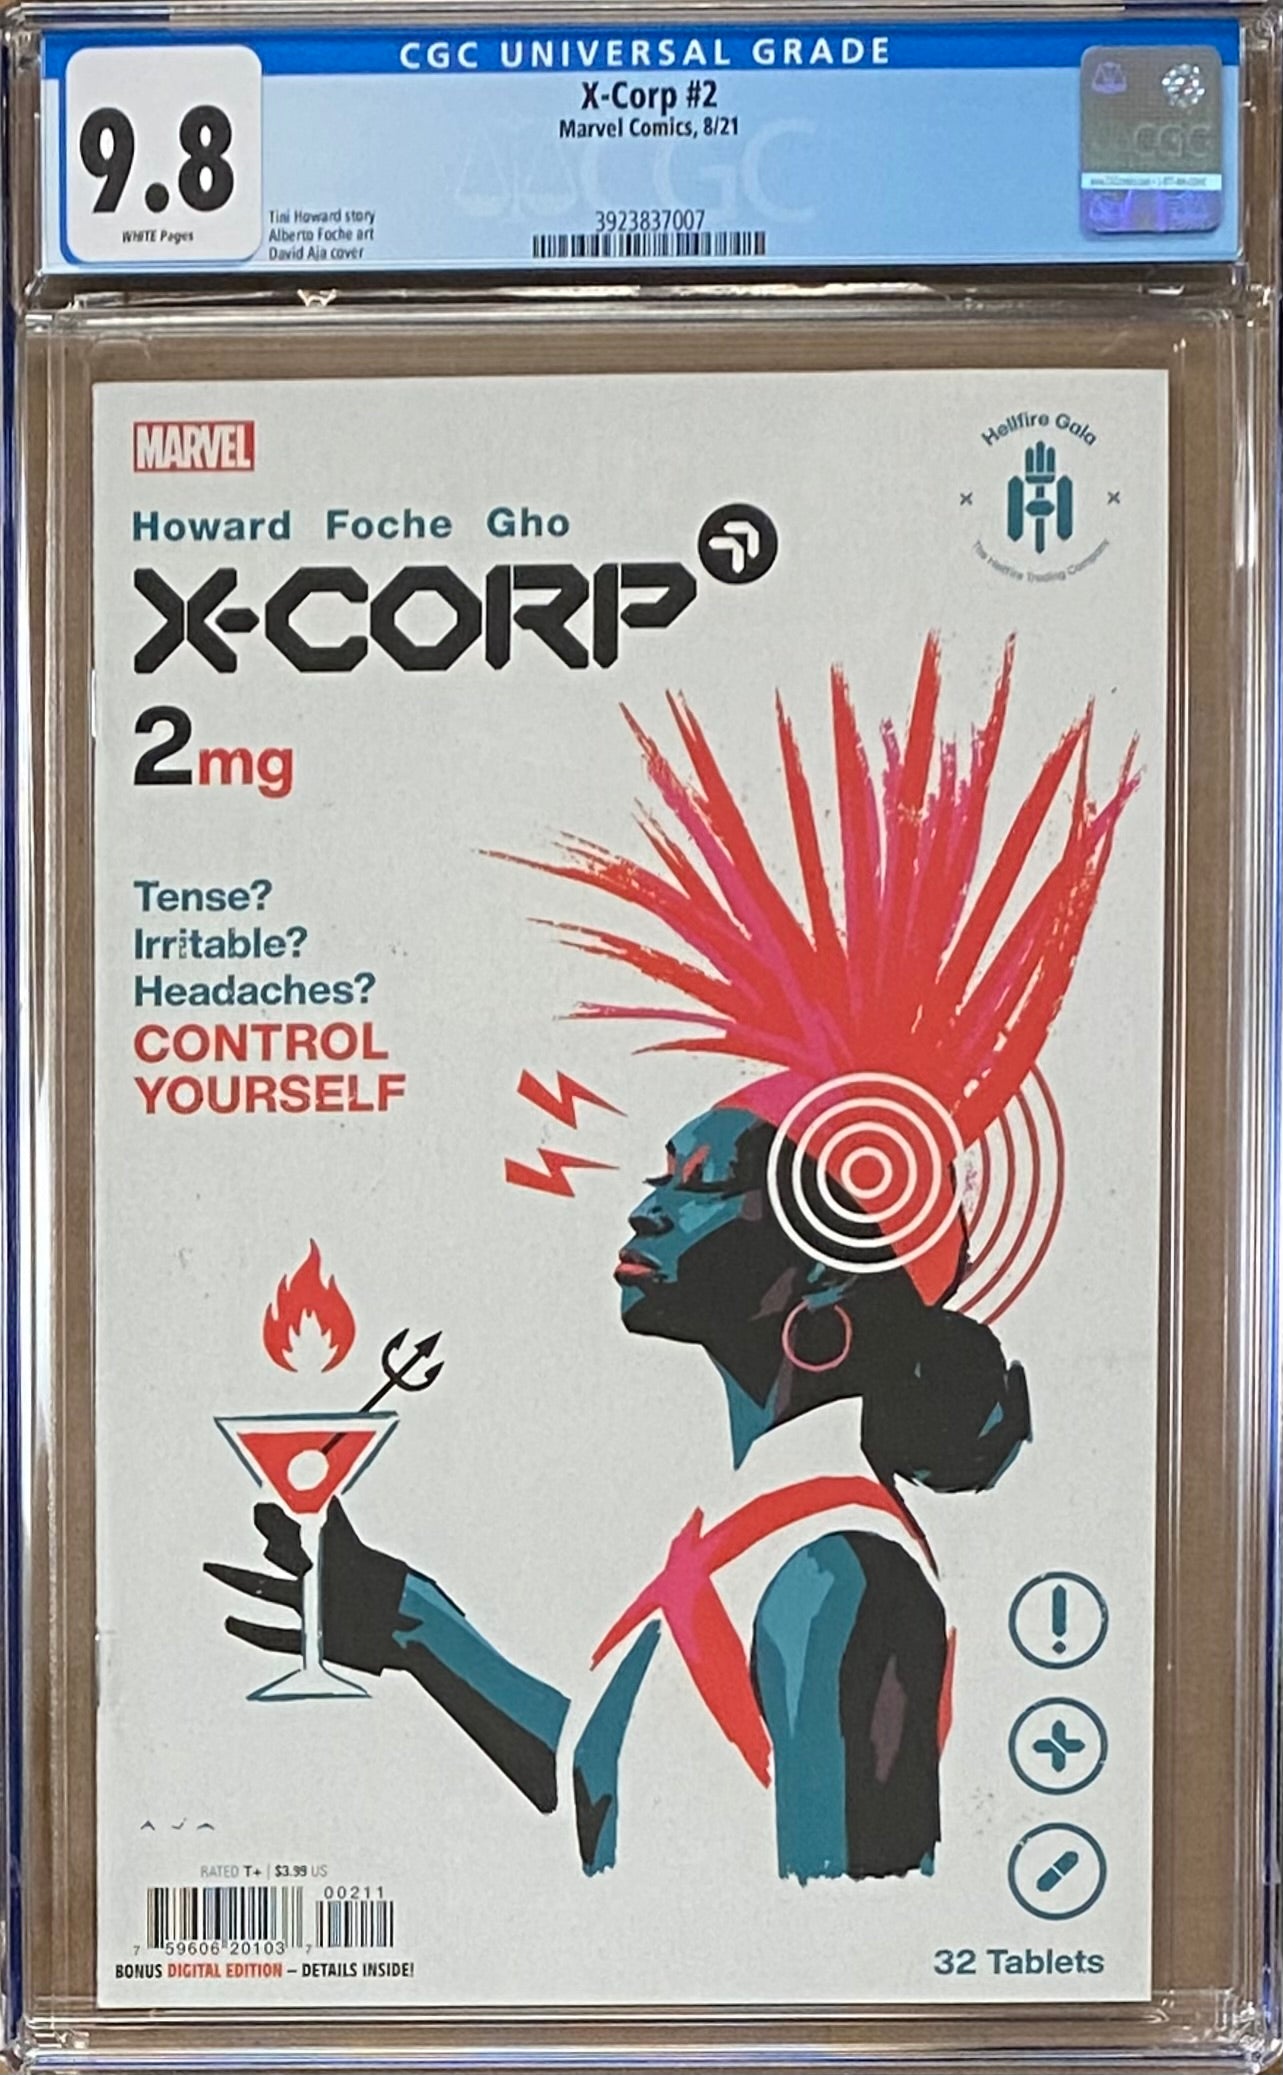 CGC UNIVERSAL GRADE
9.8
WHITE Pages
X-Corp #2
Marvel Comics, 8/21
Tini Howard story
Alberto Foche art
David Aja cover
3923837007
CGC
MARVEL
Hellfire Gala
The Hellfire Trading Company
Howard Foche Gho
X-CORP
2mg
Tense?
Irritable?
Headaches?
CONTROL
YOURSELF
AJA
RATED T+ | $3.99 US
00211
7 59606 20103 7
BONUS DIGITAL EDITION – DETAILS INSIDE!
32 Tablets